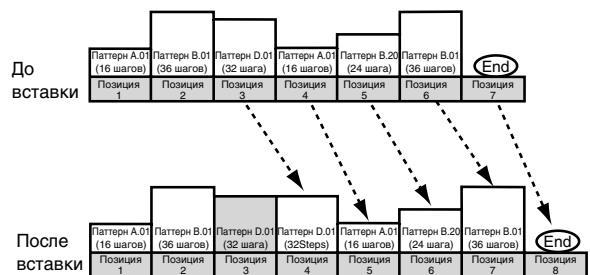 До
вставки
Паттерн A.01 Паттерн B.01 Паттерн D.01 Паттерн A.01 Паттерн B.20 Паттерн B.01
(16 шагов) (36 шагов) (32 шага) (16 шагов) (24 шага) (36 шагов) End
Позиция Позиция Позиция Позиция Позиция Позиция Позиция
1 2 3 4 5 6 7
После
вставки
Паттерн A.01 Паттерн B.01 Паттерн D.01 Паттерн D.01 Паттерн A.01 Паттерн B.20 Паттерн B.01
(16 шагов) (36 шагов) (32 шага) (32Steps) (16 шагов) (24 шага) (36 шагов) End
Позиция Позиция Позиция Позиция Позиция Позиция Позиция Позиция
1 2 3 4 5 6 7 8